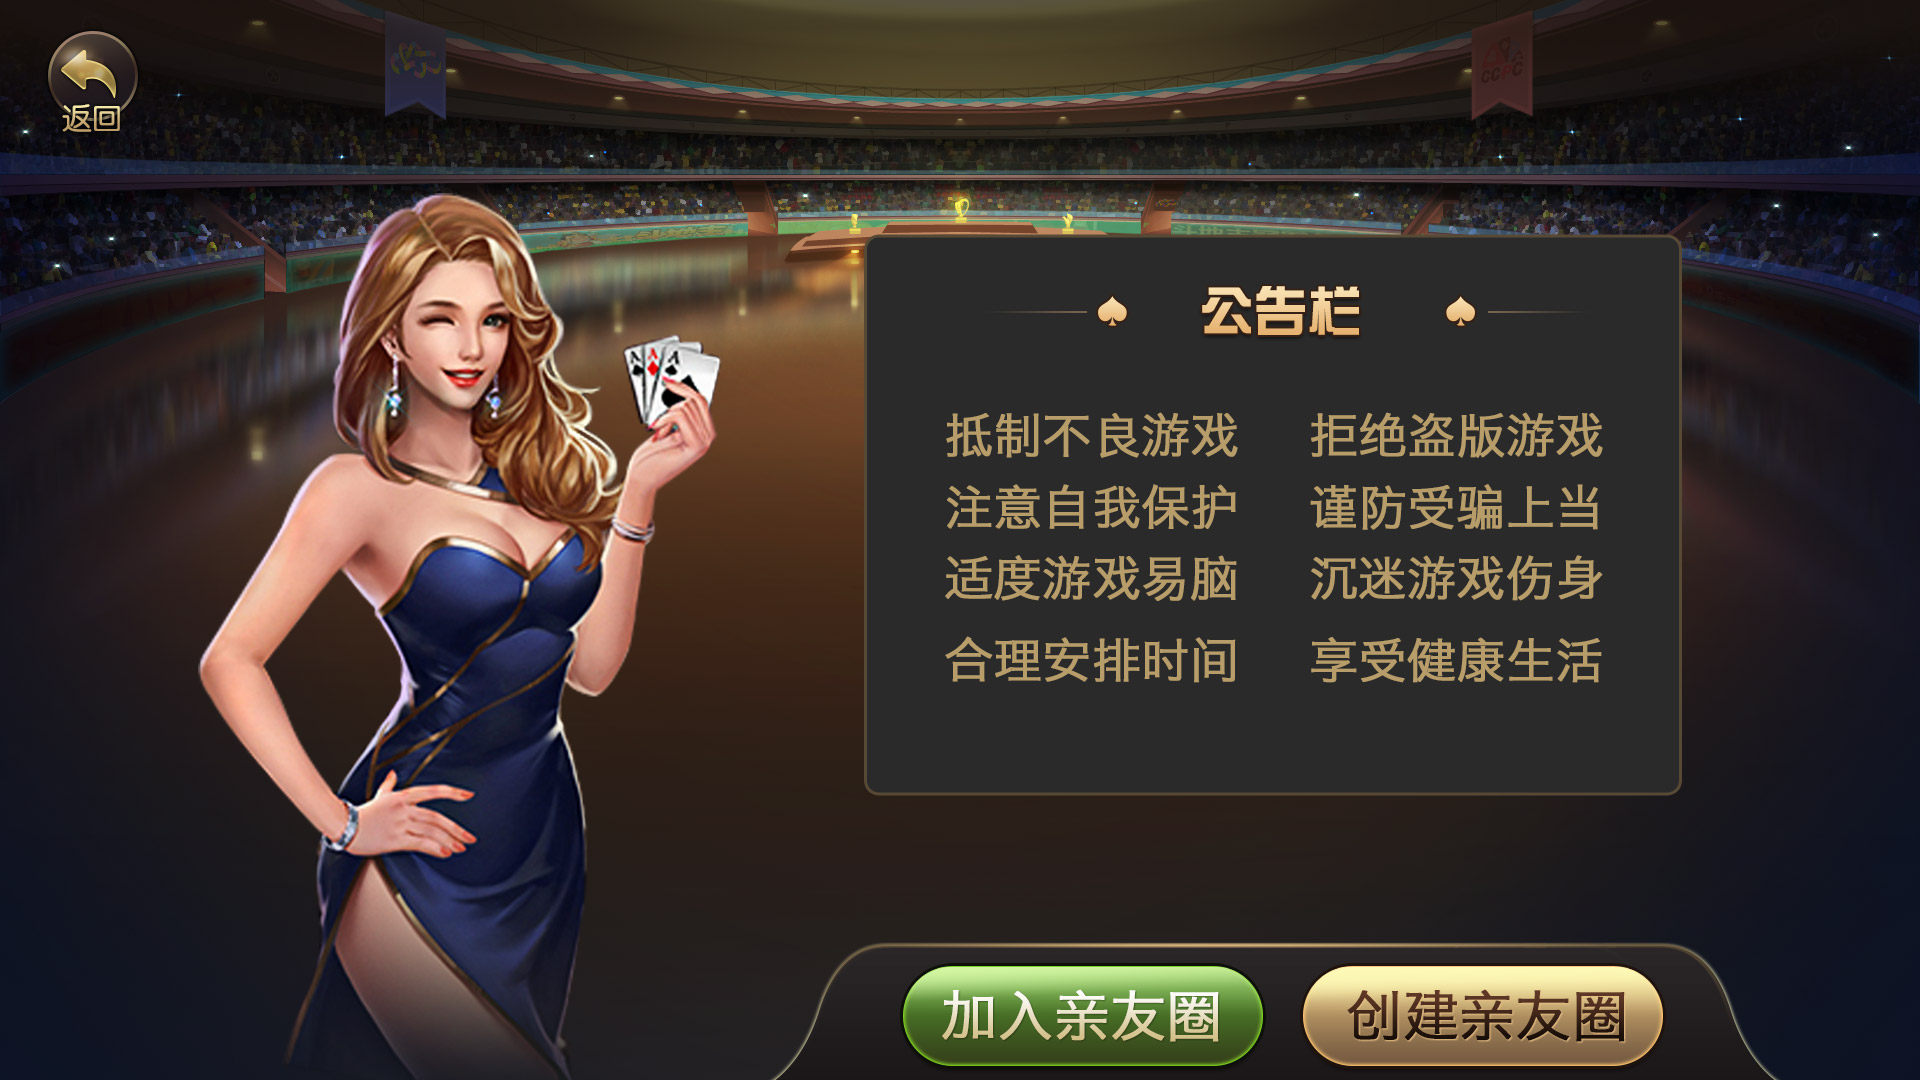 返回
CCPC
公告栏
抵制不良游戏 拒绝盗版游戏
注意自我保护 谨防受骗上当
适度游戏易脑 沉迷游戏伤身
合理安排时间 享受健康生活
A A A
加入亲友圈 创建亲友圈